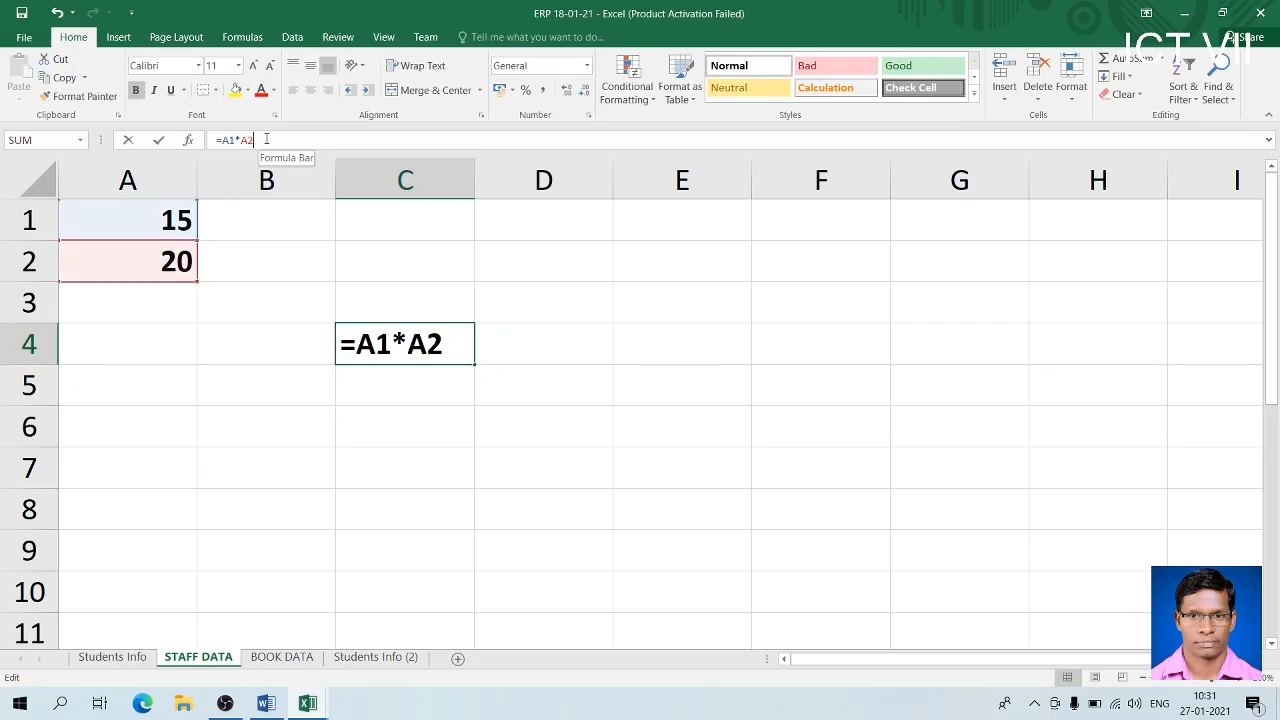 ERP 18-01-21 - Excel (Product Activation Failed)
File Home Insert Page Layout Formulas Data Review View Team Tell me what you want to do... Share
ICT VII
Paste Cut Copy Format Painter Clipboard
Calibri 11 B I U A Font
Wrap Text Merge & Center Alignment
General % , Number
Conditional Formatting Format as Table
Normal Bad Good
Neutral Calculation Check Cell
Styles
Insert Delete Format Cells
Fill Clear Sort & Filter Find & Select Editing
SUM fx =A1*A2
Formula Bar
A B C D E F G H I
1 15
2 20
3
4 =A1*A2
5
6
7
8
9
10
11
Students Info STAFF DATA BOOK DATA Students Info (2)
Edit
ENG 10:31
27-01-2021 1